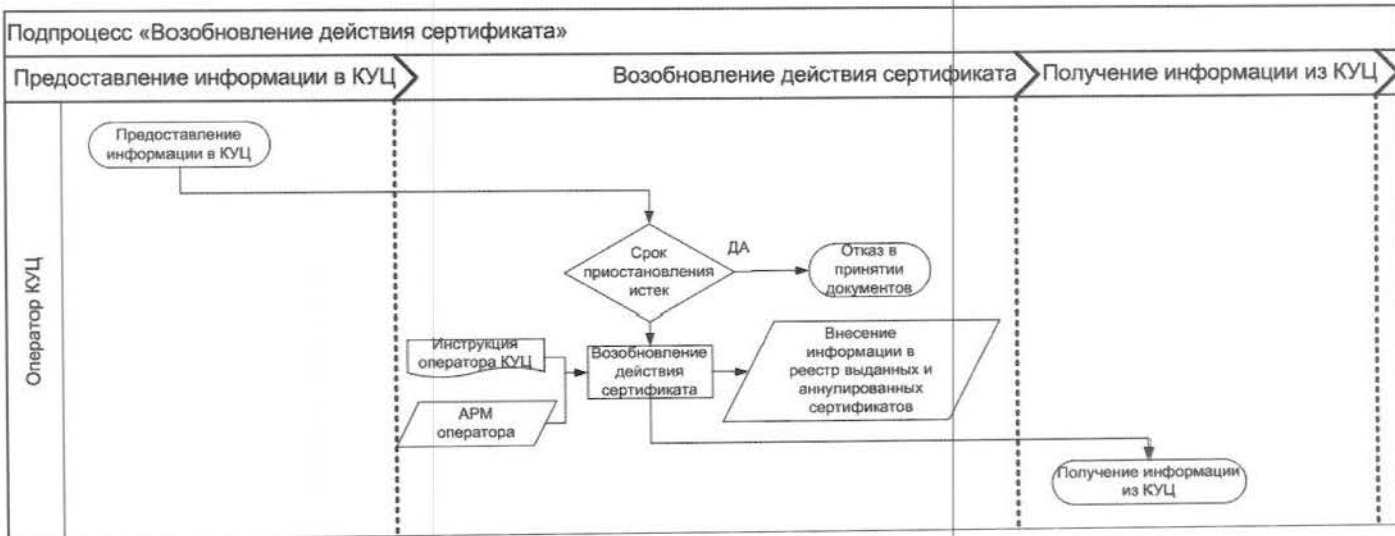 Подпроцесс «Возобновление действия сертификата»
Предоставление информации в КУЦ
Возобновление действия сертификата
Получение информации из КУЦ
Оператор КУЦ
Предоставление
информации в КУЦ
Срок
приостановления
истек
ДА
Отказ в
принятии
документов
Инструкция
оператора КУЦ
АРМ
оператора
Возобновление
действия
сертификата
Внесение
информации в
реестр выданных и
аннулированных
сертификатов
Получение информации
из КУЦ